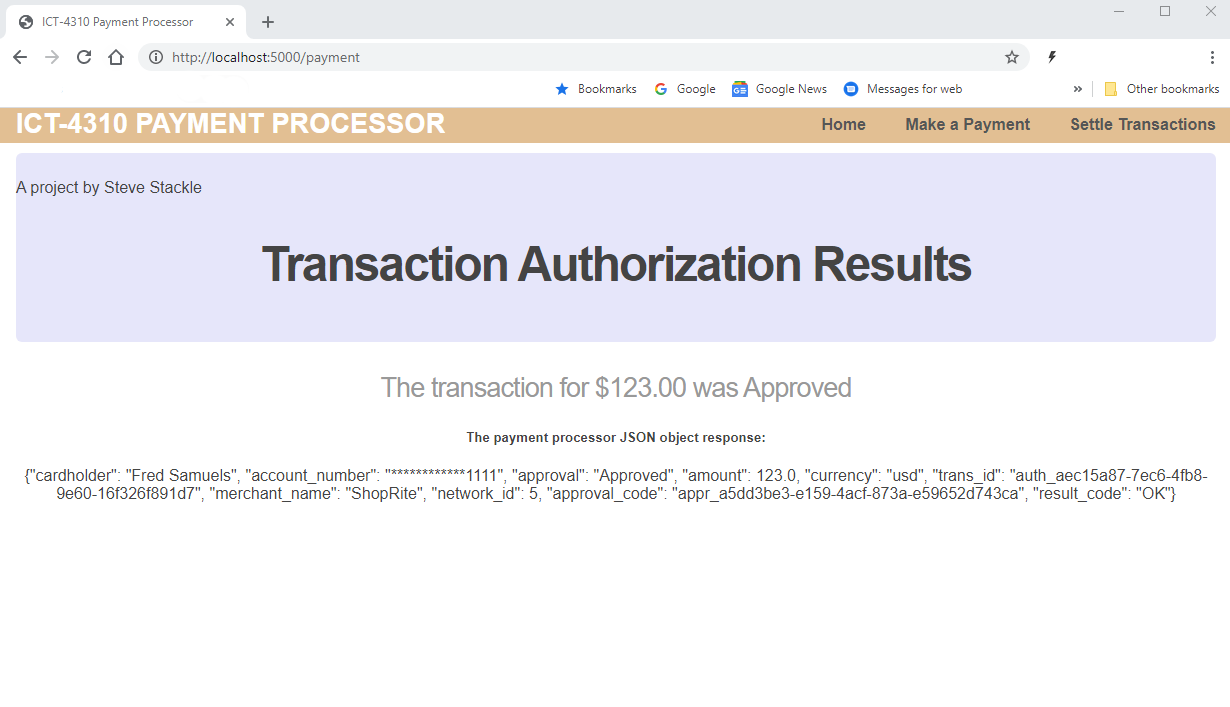 ICT-4310 Payment Processor
http://localhost:5000/payment
Bookmarks Google Google News Messages for web » Other bookmarks
ICT-4310 PAYMENT PROCESSOR Home Make a Payment Settle Transactions
A project by Steve Stackle
Transaction Authorization Results
The transaction for $123.00 was Approved
The payment processor JSON object response:
{"cardholder": "Fred Samuels", "account_number": "************1111", "approval": "Approved", "amount": 123.0, "currency": "usd", "trans_id": "auth_aec15a87-7ec6-4fb8-
9e60-16f326f891d7", "merchant_name": "ShopRite", "network_id": 5, "approval_code": "appr_a5dd3be3-e159-4acf-873a-e59652d743ca", "result_code": "OK"}